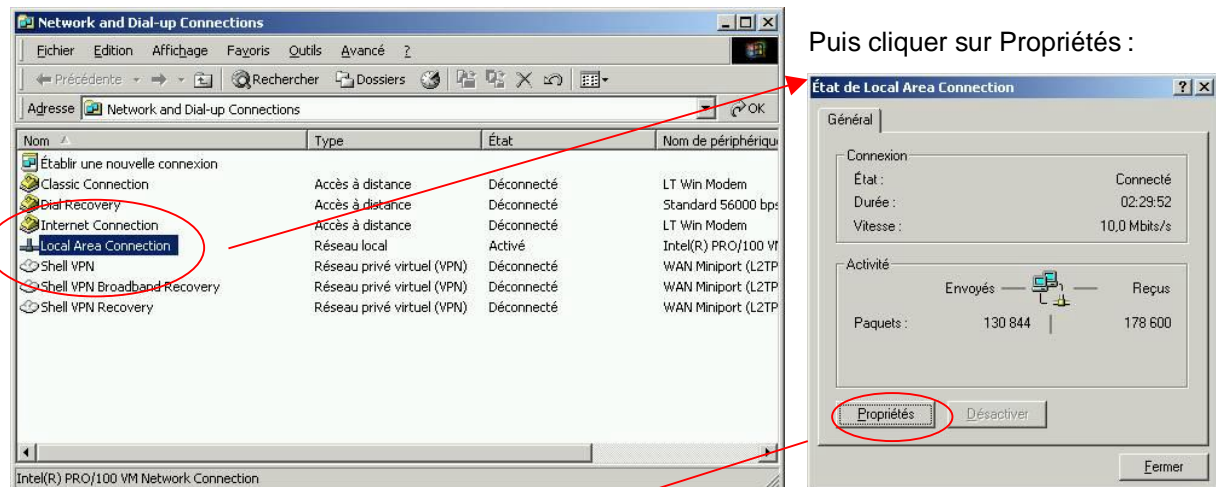 Network and Dial-up Connections
Fichier Edition Affichage Favoris Outils Avancé ?
Précédente Rechercher Dossiers
Adresse Network and Dial-up Connections OK
Nom Type État Nom de périphériqu
Établir une nouvelle connexion
Classic Connection Accès à distance Déconnecté LT Win Modem
Dial Recovery Accès à distance Déconnecté Standard 56000 bps
Internet Connection Accès à distance Déconnecté LT Win Modem
Local Area Connection Réseau local Activé Intel(R) PRO/100 VM
Shell VPN Réseau privé virtuel (VPN) Déconnecté WAN Miniport (L2TP
Shell VPN Broadband Recovery Réseau privé virtuel (VPN) Déconnecté WAN Miniport (L2TP
Shell VPN Recovery Réseau privé virtuel (VPN) Déconnecté WAN Miniport (L2TP
Intel(R) PRO/100 VM Network Connection
Puis cliquer sur Propriétés :
État de Local Area Connection
Général
Connexion
État : Connecté
Durée : 02:29:52
Vitesse : 10,0 Mbits/s
Activité
Envoyés Reçus
Paquets : 130 844 178 600
Propriétés Désactiver
Fermer